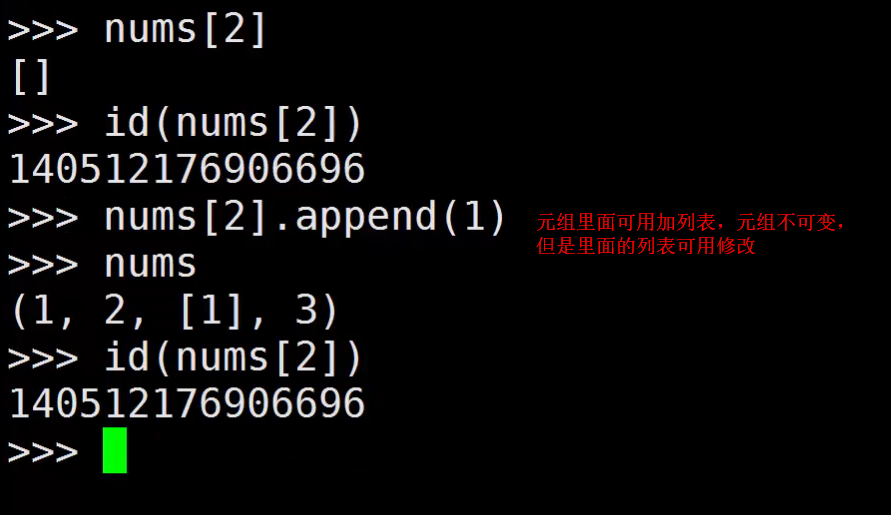 >>> nums[2]
[]
>>> id(nums[2])
140512176906696
>>> nums[2].append(1)
元组里面可用加列表，元组不可变，
但是里面的列表可用修改
>>> nums
(1, 2, [1], 3)
>>> id(nums[2])
140512176906696
>>>